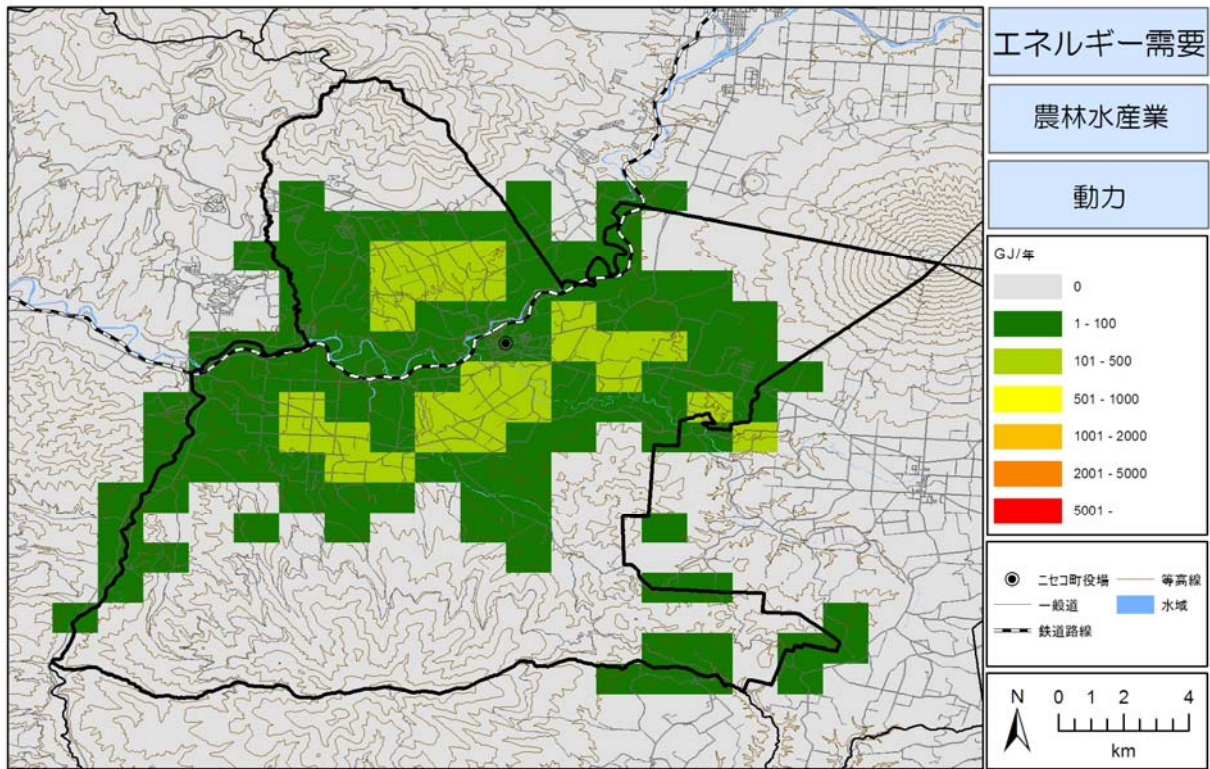 エネルギー需要
農林水産業
動力
GJ/年
0
1 - 100
101 - 500
501 - 1000
1001 - 2000
2001 - 5000
5001 -
ニセコ町役場
等高線
一般道
水域
鉄道路線
N
0 1 2 4
km